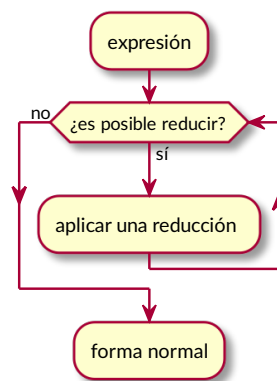 expresión
no
¿es posible reducir?
sí
aplicar una reducción
forma normal